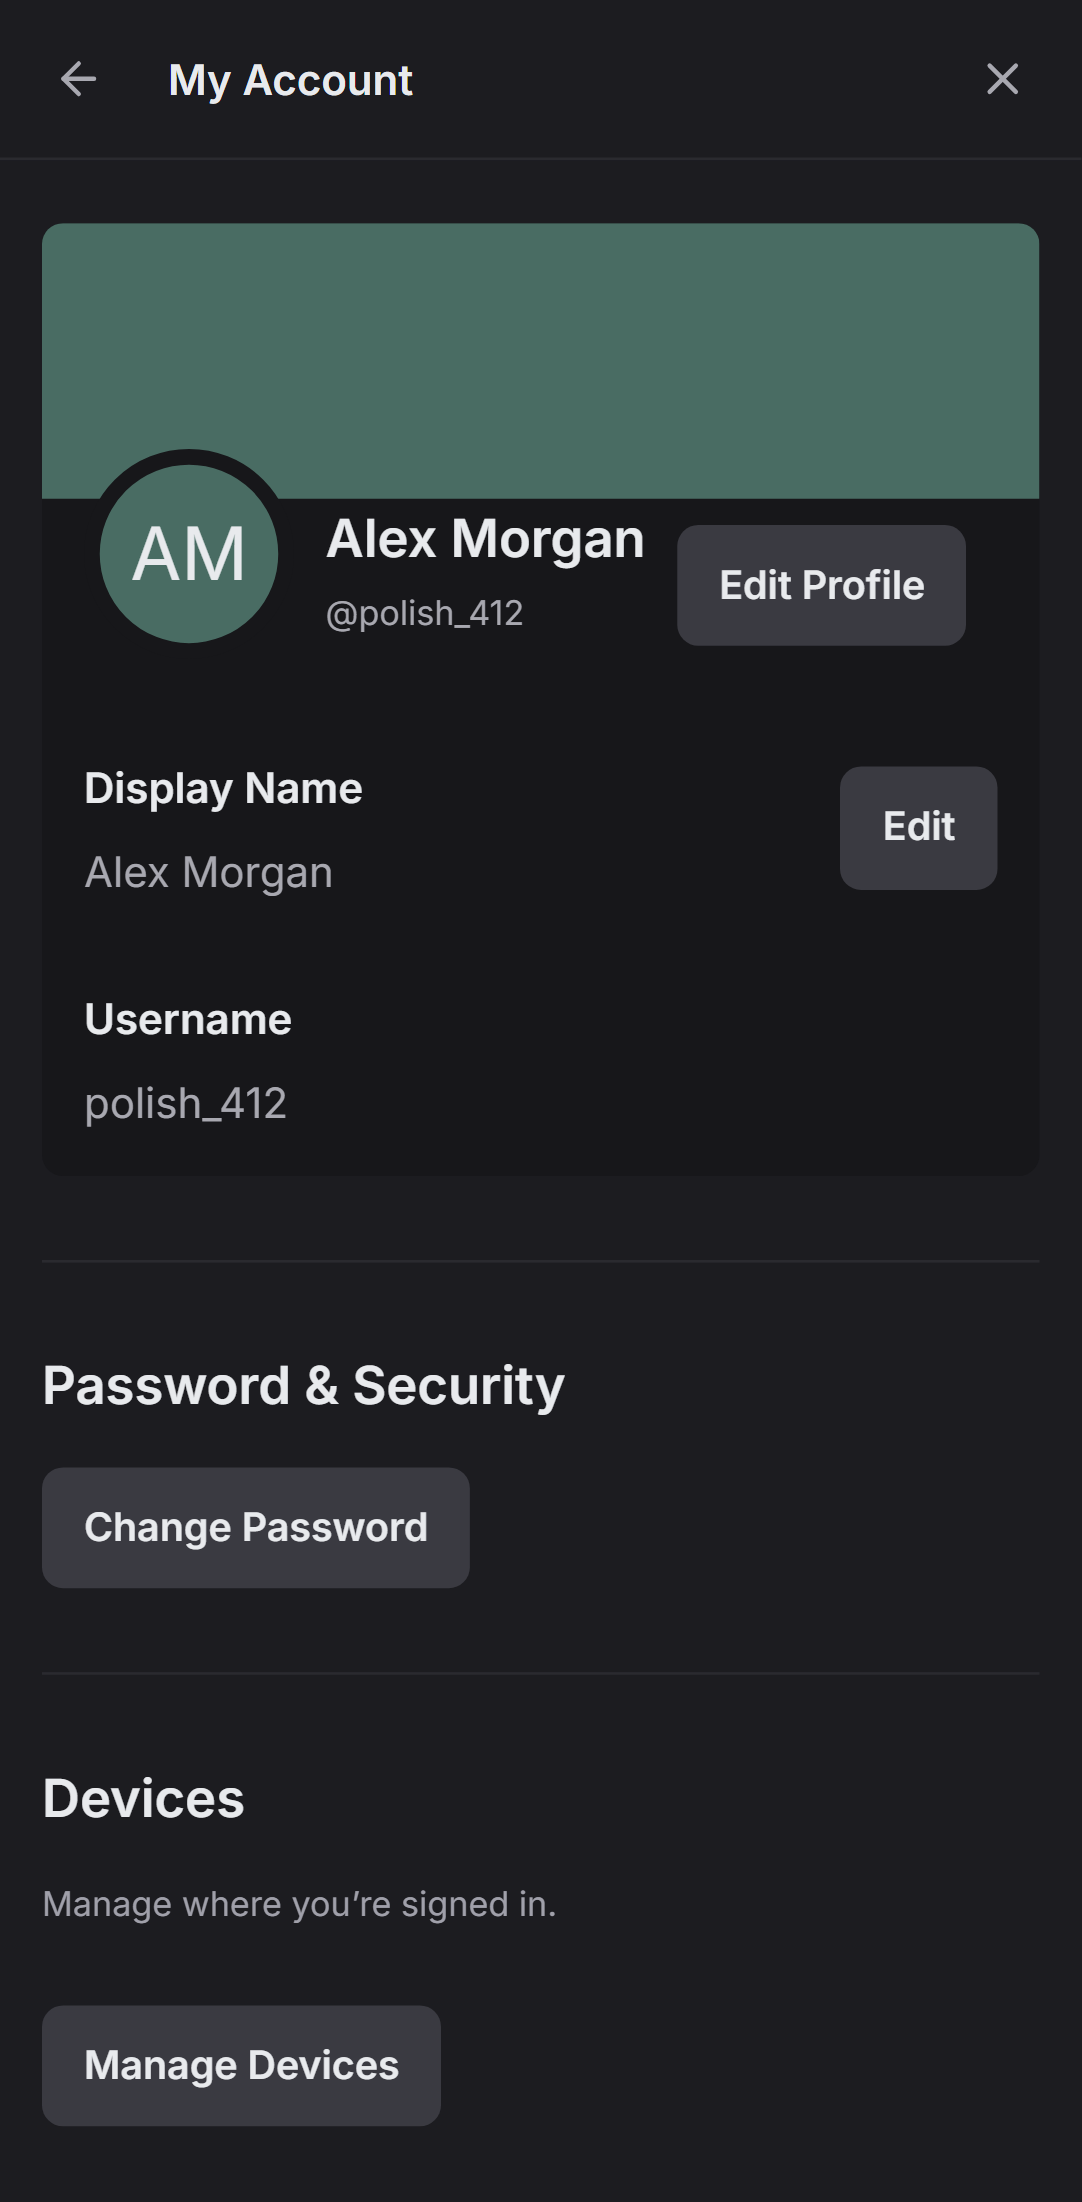 My Account
AM
Alex Morgan
@polish_412
Edit Profile
Display Name
Alex Morgan
Edit
Username
polish_412
Password & Security
Change Password
Devices
Manage where you’re signed in.
Manage Devices